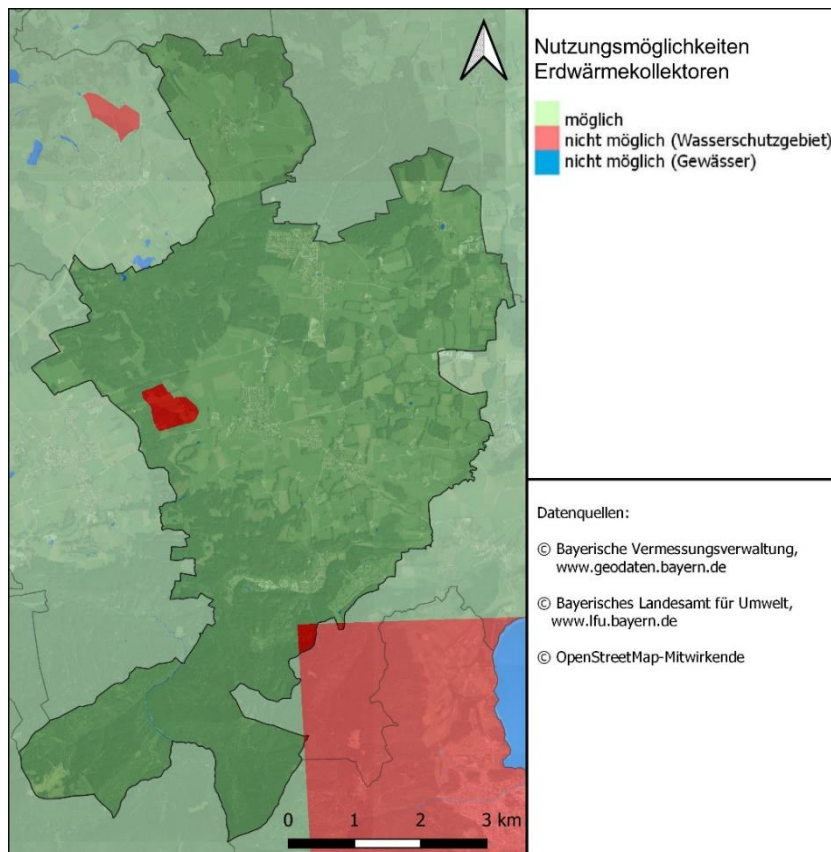 Nutzungsmöglichkeiten
Erdwärmekollektoren
möglich
nicht möglich (Wasserschutzgebiet)
nicht möglich (Gewässer)
Datenquellen:
© Bayerische Vermessungsverwaltung,
www.geodaten.bayern.de
© Bayerisches Landesamt für Umwelt,
www.lfu.bayern.de
© OpenStreetMap-Mitwirkende
0 1 2 3 km